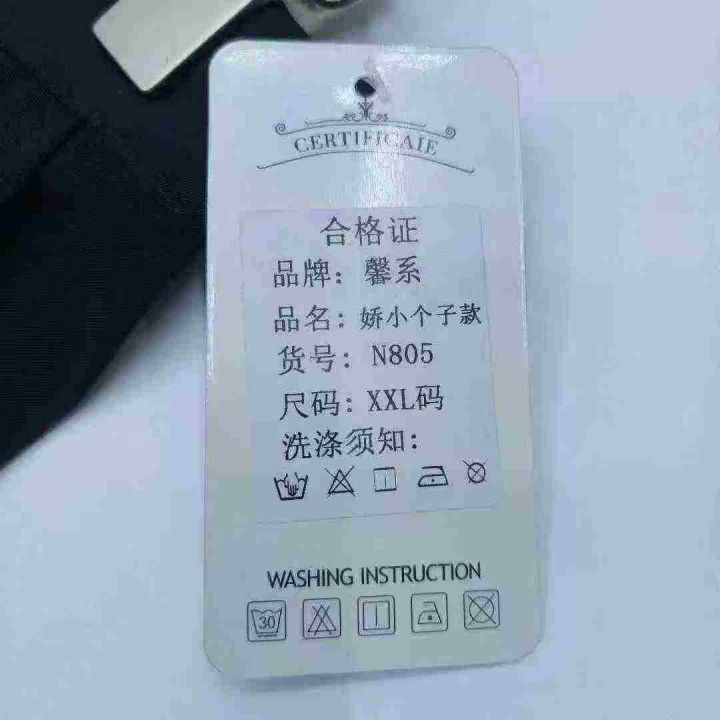 CERTIFICAIE
合格证
品牌：馨系
品名：娇小个子款
货号：N805
尺码：XXL码
洗涤须知：
WASHING INSTRUCTION
30